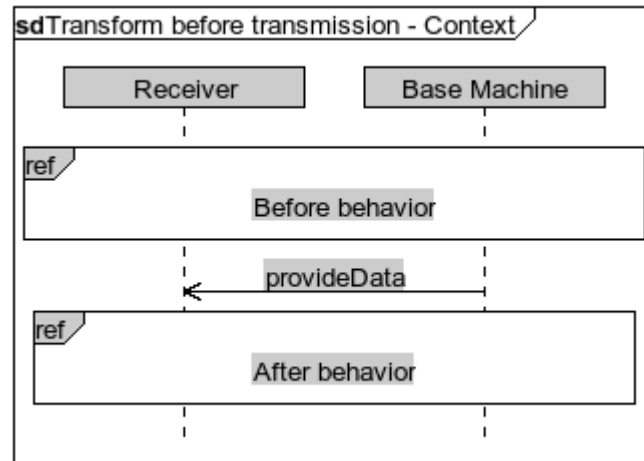 sdTransform before transmission - Context
Receiver
Base Machine
ref
Before behavior
provideData
ref
After behavior